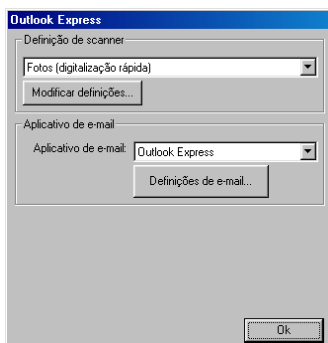 Outlook Express
Definição de scanner
Fotos (digitalização rápida)
Modificar definições...
Aplicativo de e-mail
Aplicativo de e-mail: Outlook Express
Definições de e-mail...
Ok